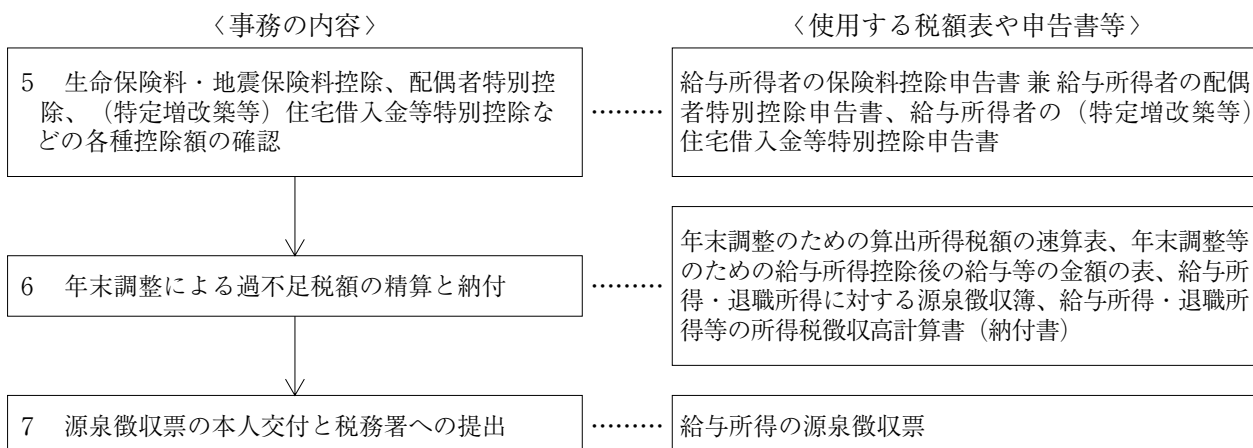 〈事務の内容〉
〈使用する税額表や申告書等〉
5 生命保険料・地震保険料控除、配偶者特別控
除、（特定増改築等）住宅借入金等特別控除な
どの各種控除額の確認
………
給与所得者の保険料控除申告書 兼 給与所得者の配偶
者特別控除申告書、給与所得者の（特定増改築等）
住宅借入金等特別控除申告書
6 年末調整による過不足税額の精算と納付
………
年末調整のための算出所得税額の速算表、年末調整等
のための給与所得控除後の給与等の金額の表、給与所
得・退職所得に対する源泉徴収簿、給与所得・退職所
得等の所得税徴収高計算書（納付書）
7 源泉徴収票の本人交付と税務署への提出
………
給与所得の源泉徴収票